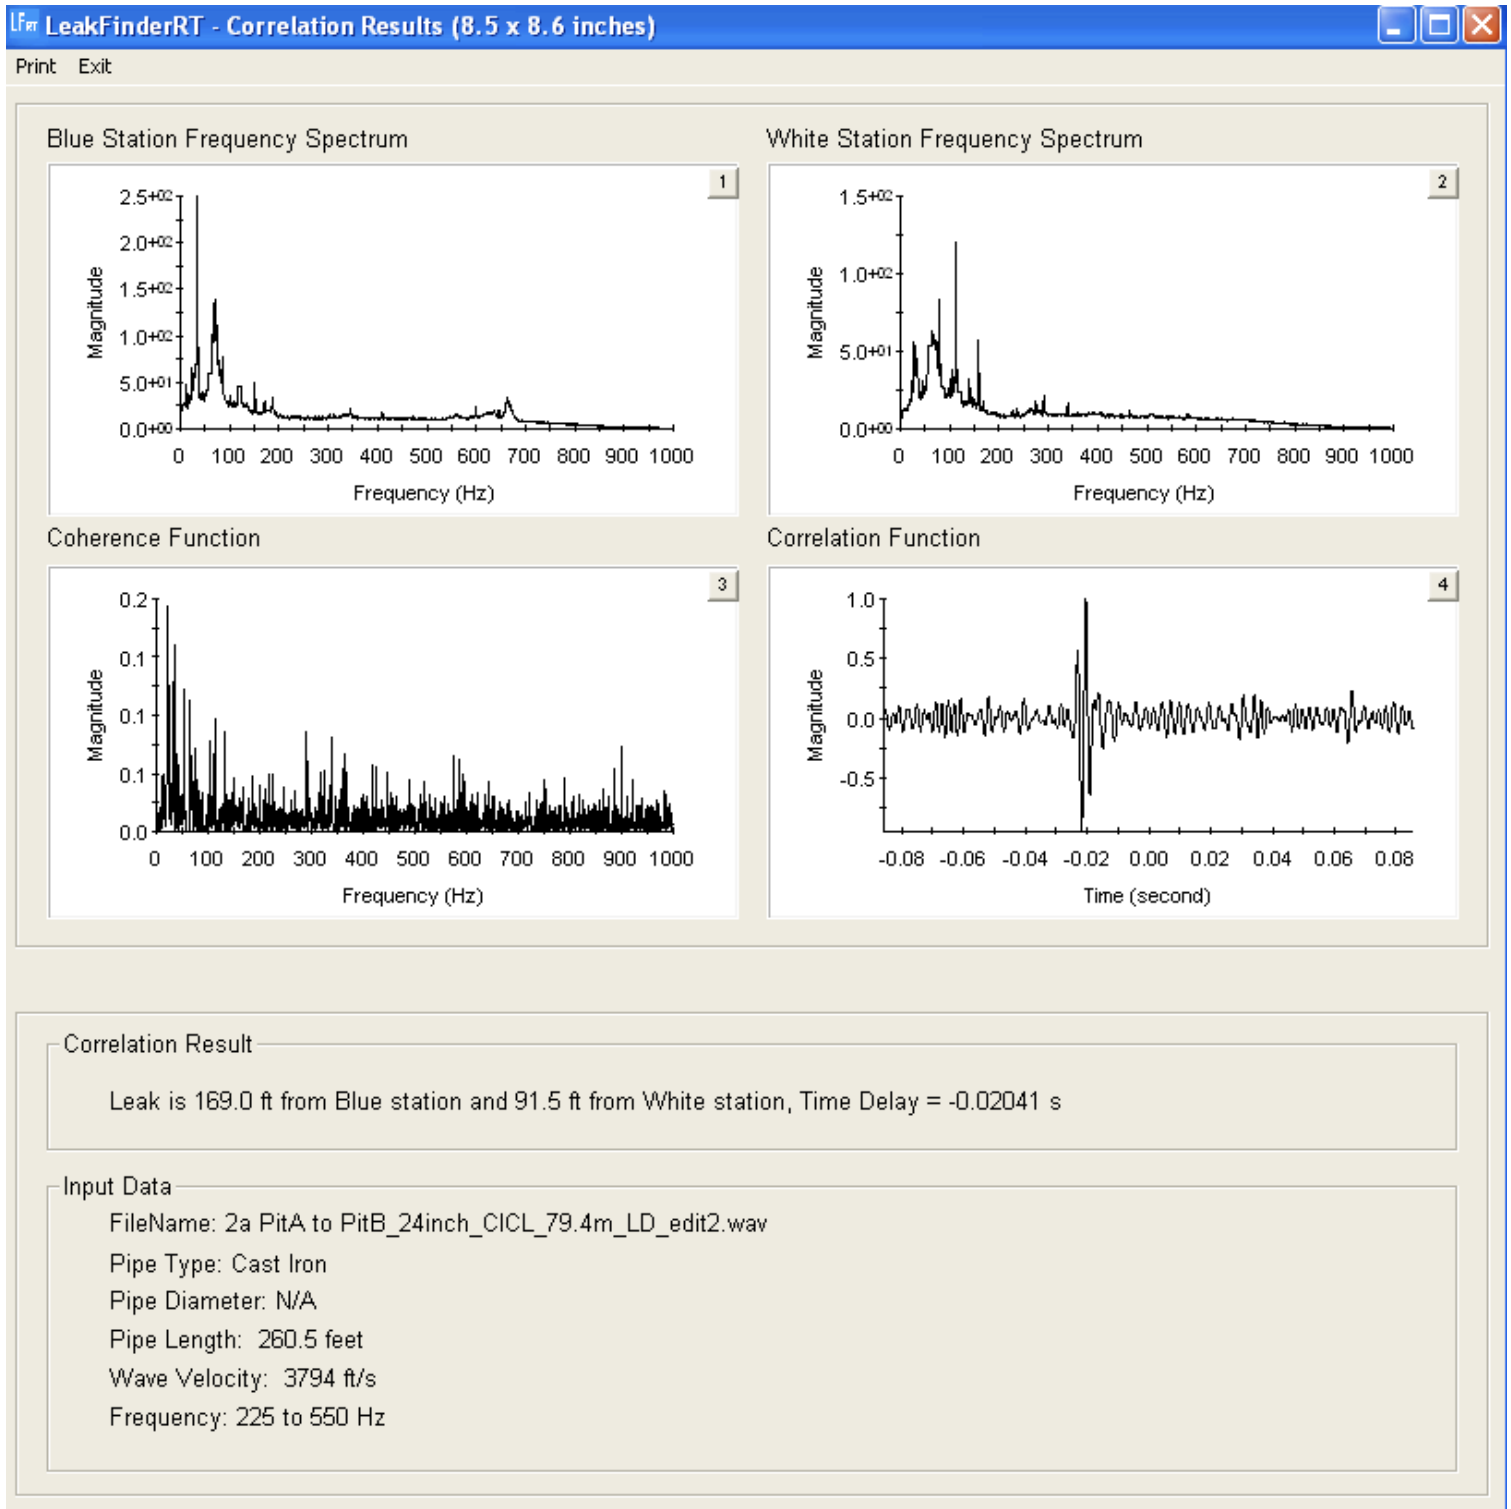 LFRT LeakFinderRT - Correlation Results (8.5 x 8.6 inches)
Print Exit
Blue Station Frequency Spectrum
1
2.5+02
2.0+02
1.5+02
1.0+02
5.0+01
0.0+00
Magnitude
0 100 200 300 400 500 600 700 800 900 1000
Frequency (Hz)
White Station Frequency Spectrum
2
1.5+02
1.0+02
5.0+01
0.0+00
Magnitude
0 100 200 300 400 500 600 700 800 900 1000
Frequency (Hz)
Coherence Function
3
0.2
0.1
0.1
0.1
0.0
Magnitude
0 100 200 300 400 500 600 700 800 900 1000
Frequency (Hz)
Correlation Function
4
1.0
0.5
0.0
-0.5
Magnitude
-0.08 -0.06 -0.04 -0.02 0.00 0.02 0.04 0.06 0.08
Time (second)
Correlation Result
Leak is 169.0 ft from Blue station and 91.5 ft from White station, Time Delay = -0.02041 s
Input Data
FileName: 2a PitA to PitB_24inch_CICL_79.4m_LD_edit2.wav
Pipe Type: Cast Iron
Pipe Diameter: N/A
Pipe Length: 260.5 feet
Wave Velocity: 3794 ft/s
Frequency: 225 to 550 Hz